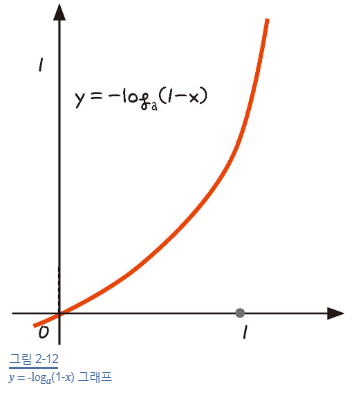 1
y = -logₐ(1-x)
0
1
그림 2-12
y = -logₐ(1-x) 그래프